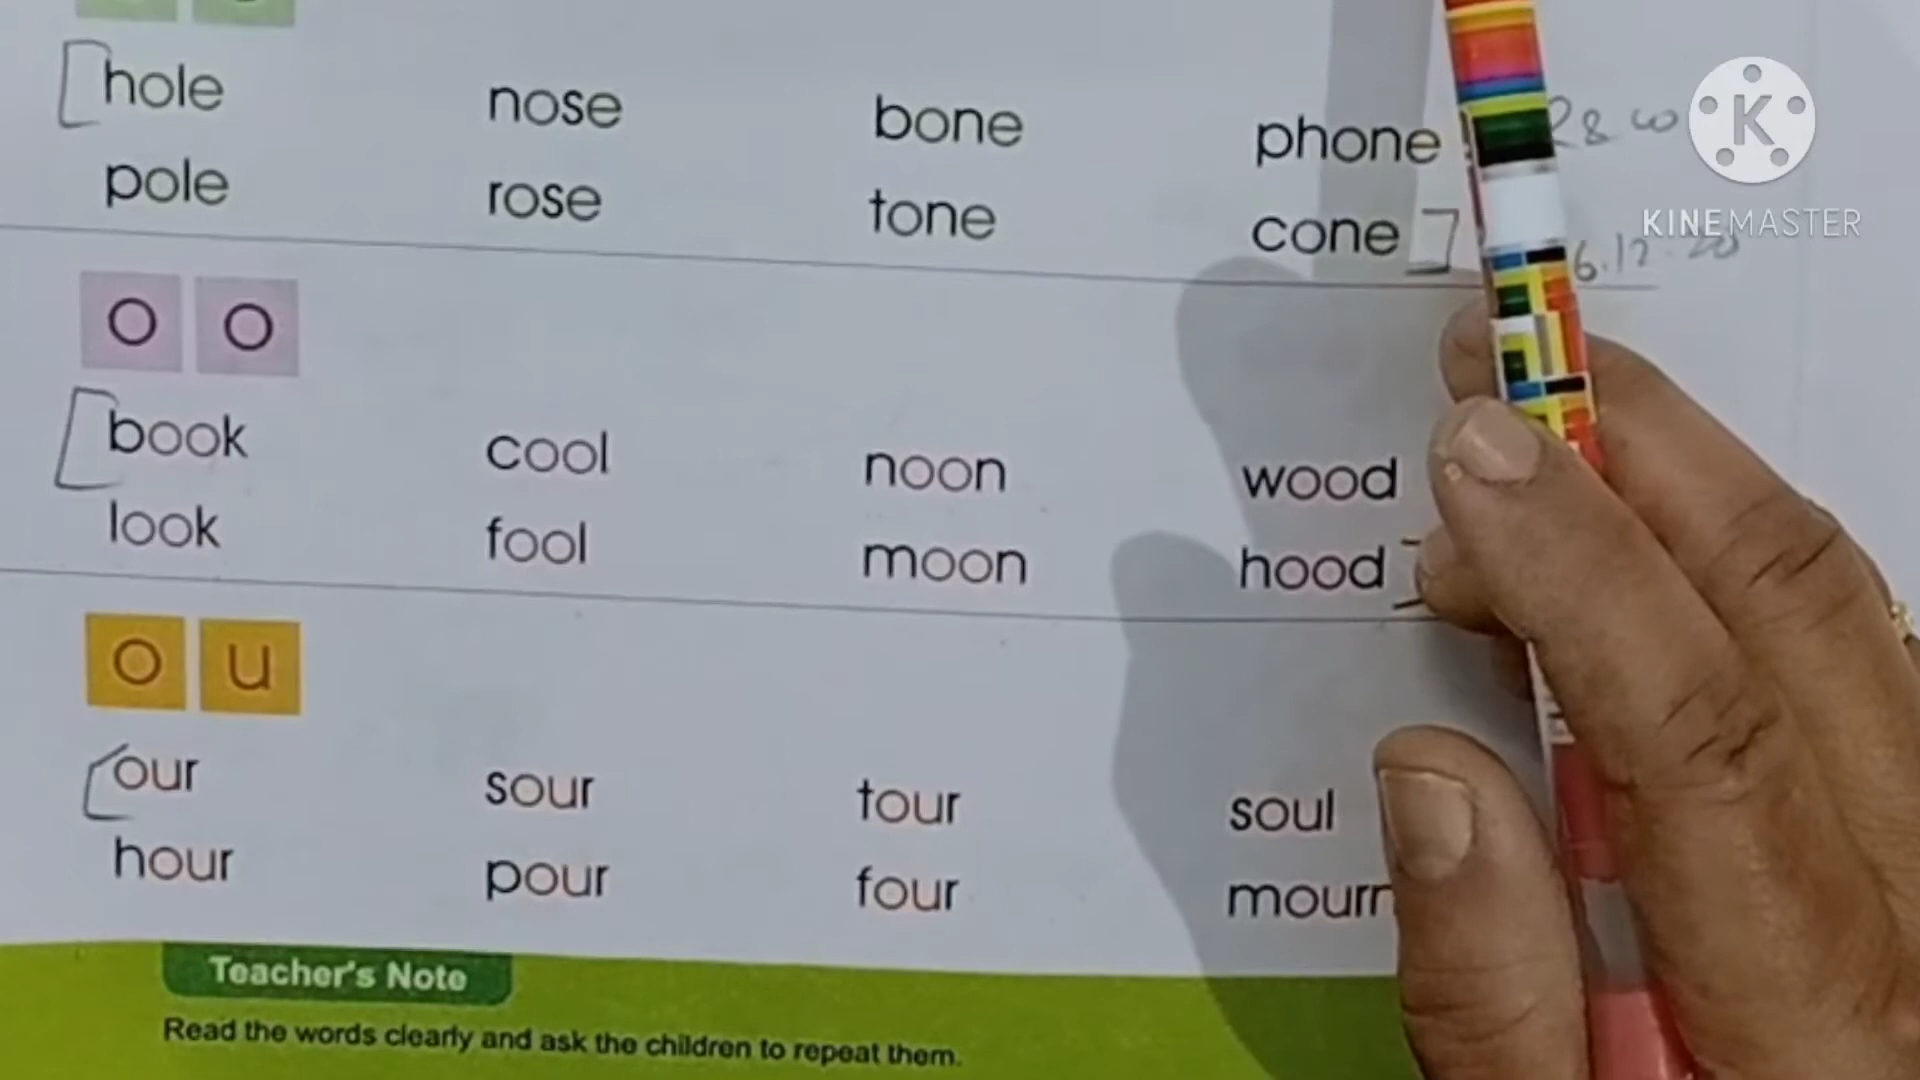 hole nose bone phone R & W
pole rose tone cone
KINEMASTER
o o
book cool noon wood
look fool moon hood
o u
our sour tour soul
hour pour four mourn
Teacher's Note
Read the words clearly and ask the children to repeat them.